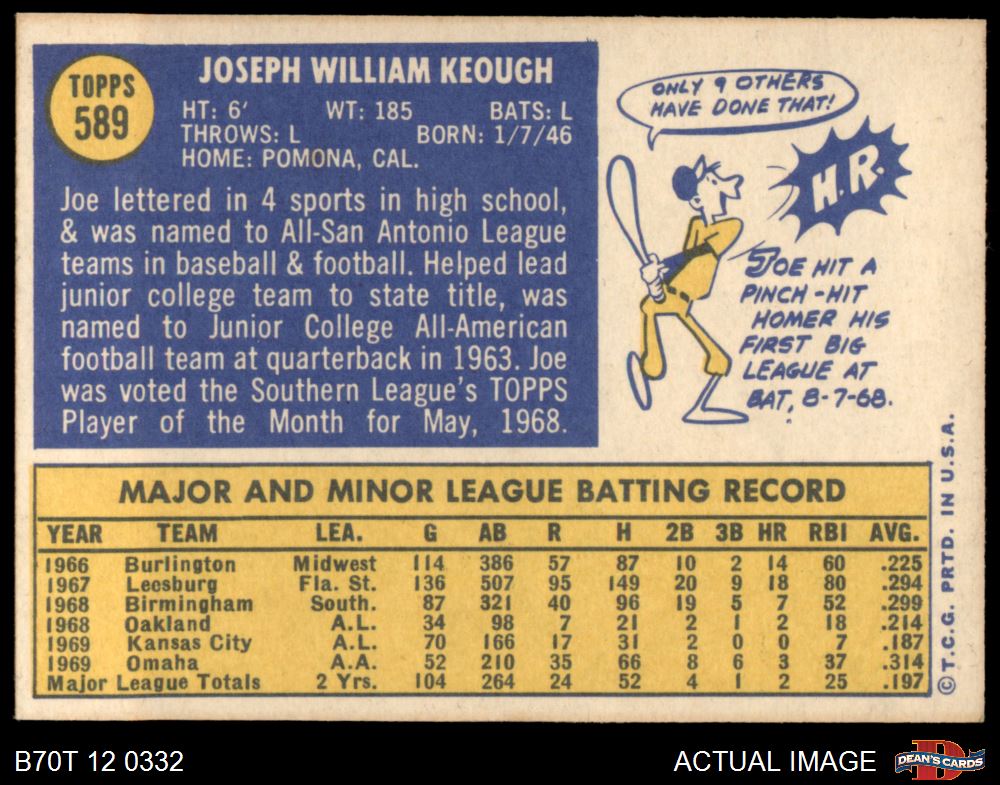 TOPPS
589
JOSEPH WILLIAM KEOUGH
HT: 6' WT: 185 BATS: L
THROWS: L BORN: 1/7/46
HOME: POMONA, CAL.
Joe lettered in 4 sports in high school,
& was named to All-San Antonio League
teams in baseball & football. Helped lead
junior college team to state title, was
named to Junior College All-American
football team at quarterback in 1963. Joe
was voted the Southern League's TOPPS
Player of the Month for May, 1968.
ONLY 9 OTHERS
HAVE DONE THAT!
H.R.
JOE HIT A
PINCH-HIT
HOMER HIS
FIRST BIG
LEAGUE AT
BAT, 8-7-68.
MAJOR AND MINOR LEAGUE BATTING RECORD
YEAR TEAM LEA. G AB R H 2B 3B HR RBI AVG.
1966 Burlington Midwest 114 386 57 87 10 2 14 60 .225
1967 Leesburg Fla. St. 136 507 95 149 20 9 18 80 .294
1968 Birmingham South. 87 321 40 96 19 5 7 52 .299
1968 Oakland A.L. 34 98 7 21 2 1 2 18 .214
1969 Kansas City A.L. 70 166 17 31 2 0 0 7 .187
1969 Omaha A.A. 52 210 35 66 8 6 3 37 .314
Major League Totals 2 Yrs. 104 264 24 52 4 1 2 25 .197
© T.C.G. PRTD. IN U.S.A.
B70T 12 0332
ACTUAL IMAGE
D
DEAN'S CARDS